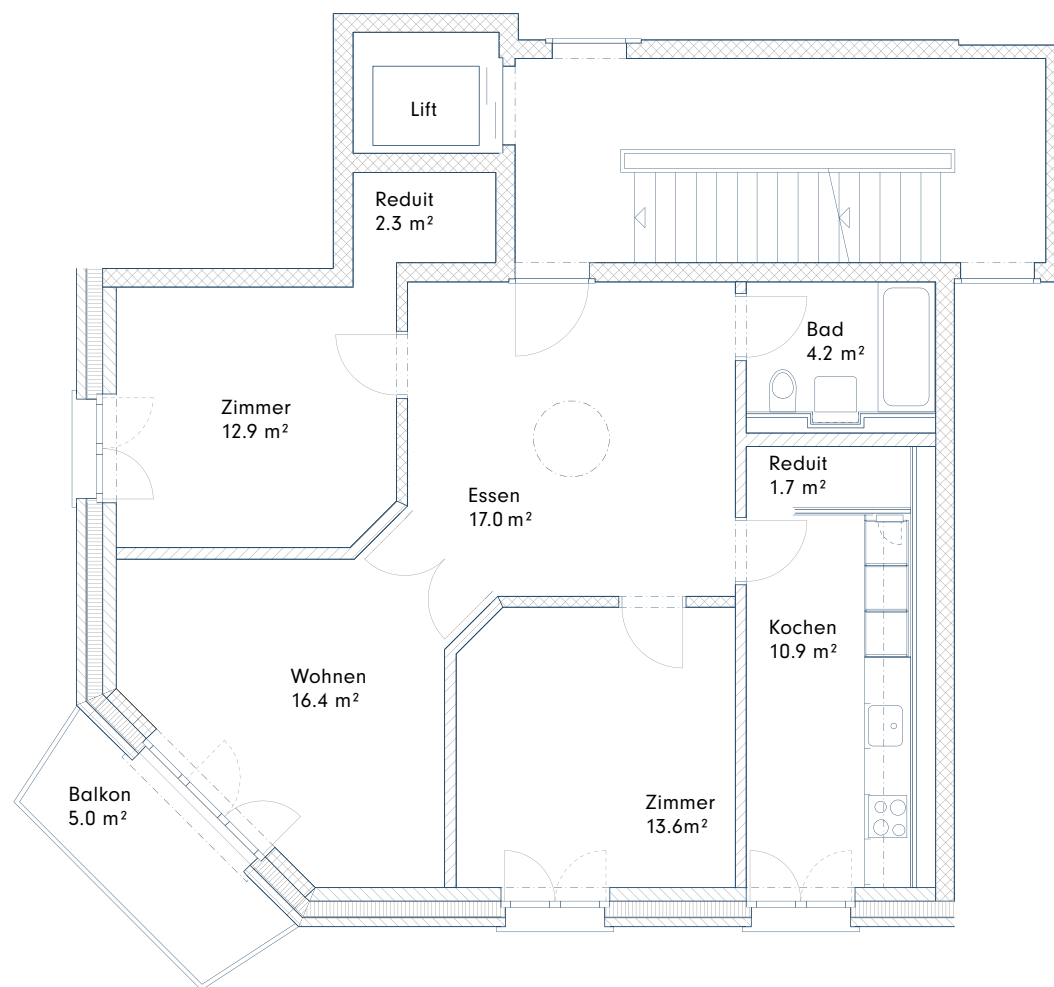 Lift
Reduit
2.3 m²
Bad
4.2 m²
Zimmer
12.9 m²
Reduit
1.7 m²
Essen
17.0 m²
Kochen
10.9 m²
Wohnen
16.4 m²
Balkon
5.0 m²
Zimmer
13.6m²